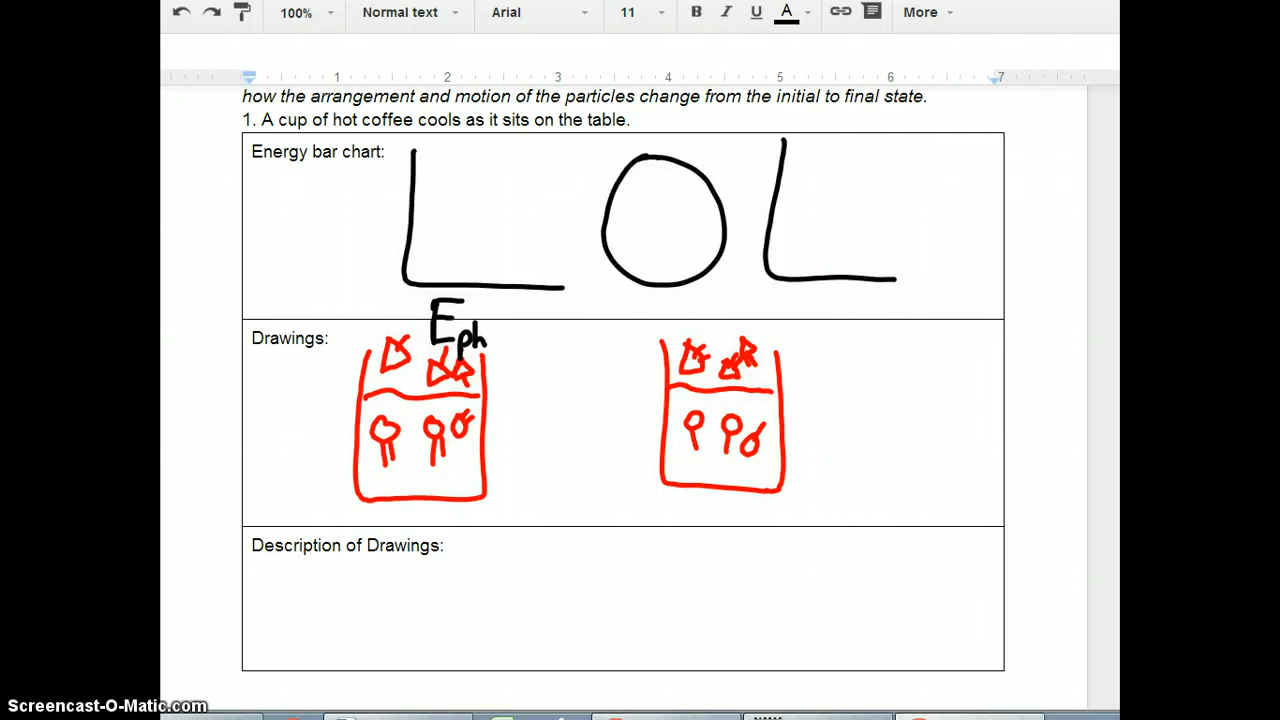 100% Normal text Arial 11 B I U A More
1 2 3 4 5 6 7
how the arrangement and motion of the particles change from the initial to final state.
1. A cup of hot coffee cools as it sits on the table.
Energy bar chart:
L O L
Eph
Drawings:
Description of Drawings:
Screencast-O-Matic.com